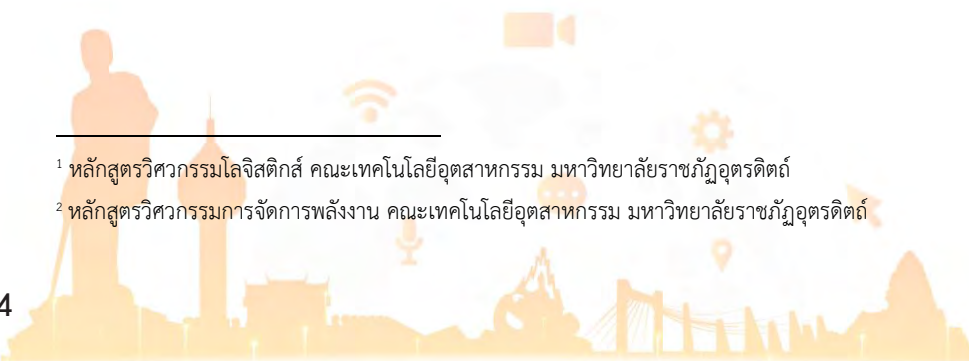 ¹ หลักสูตรวิศวกรรมโลจิสติกส์ คณะเทคโนโลยีอุตสาหกรรม มหาวิทยาลัยราชภัฏอุตรดิตถ์
² หลักสูตรวิศวกรรมการจัดการพลังงาน คณะเทคโนโลยีอุตสาหกรรม มหาวิทยาลัยราชภัฏอุตรดิตถ์
4